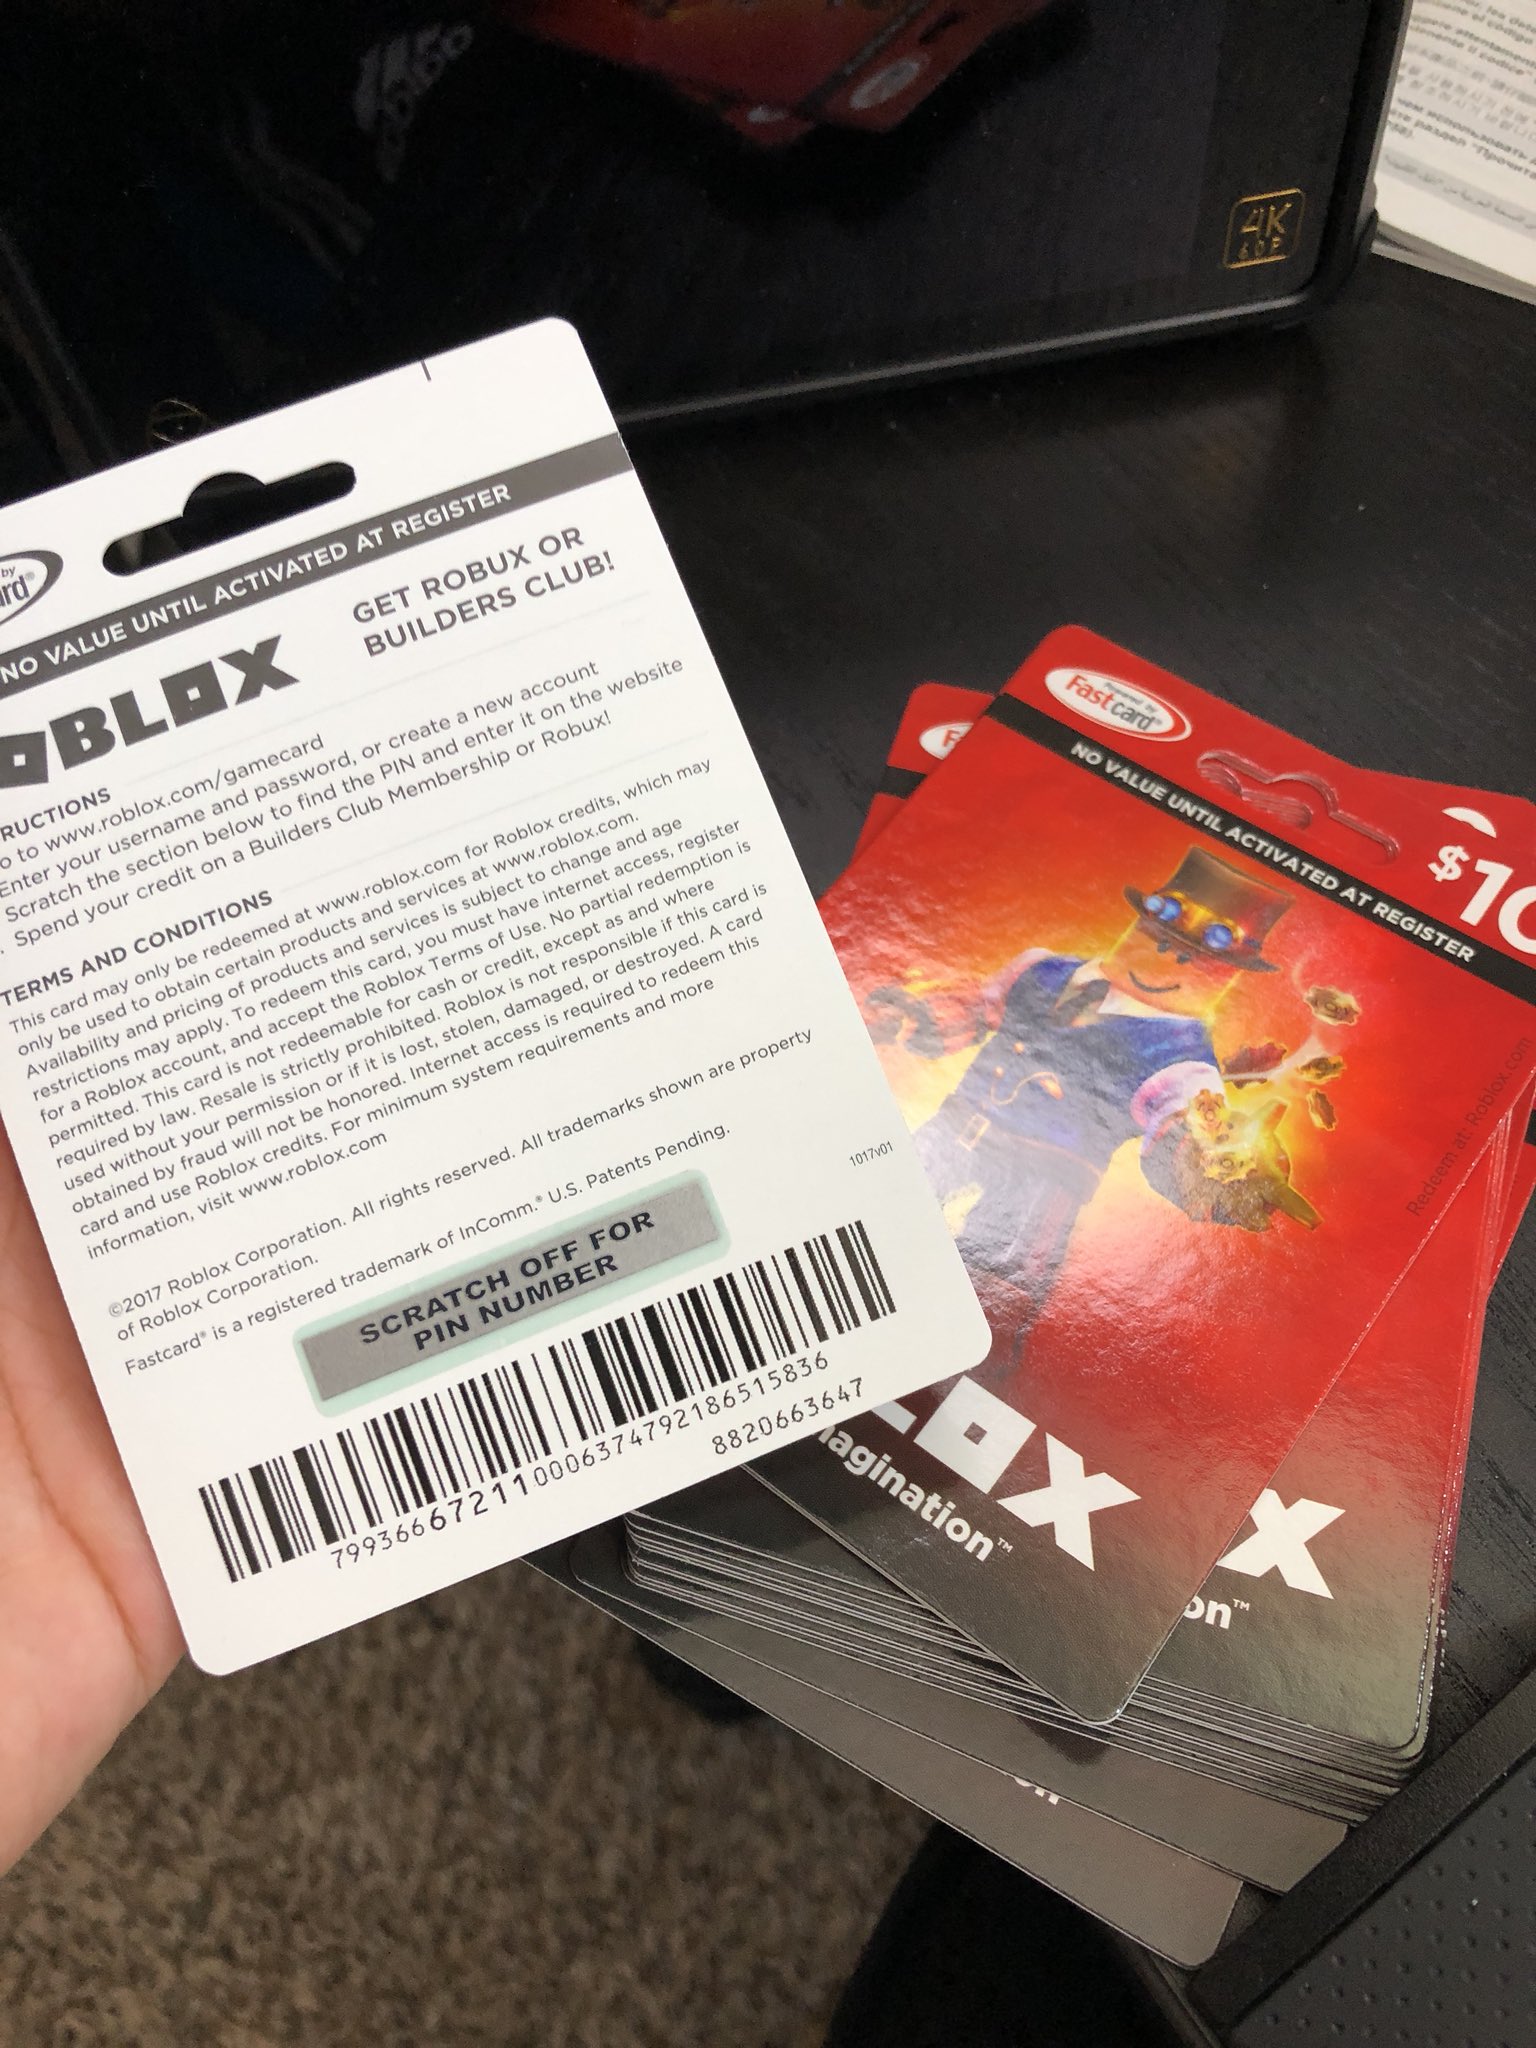 4K
60P
by
ard®
NO VALUE UNTIL ACTIVATED AT REGISTER
OBLOX
GET ROBUX OR
BUILDERS CLUB!
RUCTIONS
o to www.roblox.com/gamecard
Enter your username and password, or create a new account
Scratch the section below to find the PIN and enter it on the website
. Spend your credit on a Builders Club Membership or Robux!
TERMS AND CONDITIONS
This card may only be redeemed at www.roblox.com for Roblox credits, which may
only be used to obtain certain products and services at www.roblox.com.
Availability and pricing of products and services is subject to change and age
restrictions may apply. To redeem this card, you must have internet access, register
for a Roblox account, and accept the Roblox Terms of Use. No partial redemption is
permitted. This card is not redeemable for cash or credit, except as and where
required by law. Resale is strictly prohibited. Roblox is not responsible if this card is
used without your permission or if it is lost, stolen, damaged, or destroyed. A card
obtained by fraud will not be honored. Internet access is required to redeem this
card and use Roblox credits. For minimum system requirements and more
information, visit www.roblox.com
©2017 Roblox Corporation. All rights reserved. All trademarks shown are property
of Roblox Corporation.
Fastcard® is a registered trademark of InComm.® U.S. Patents Pending.
1017v01
SCRATCH OFF FOR
PIN NUMBER
799366672110006374792186515836
8820663647
Powered by
Fastcard®
NO VALUE UNTIL ACTIVATED AT REGISTER
$10
Redeem at: Roblox.com
LOX
magination™
X
on™
on